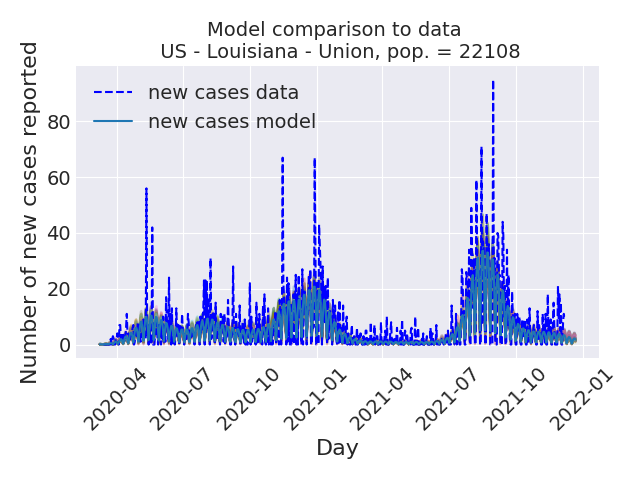 Model comparison to data
US - Louisiana - Union, pop. = 22108
new cases data
new cases model
Number of new cases reported
80
60
40
20
0
2020-04
2020-07
2020-10
2021-01
2021-04
2021-07
2021-10
2022-01
Day